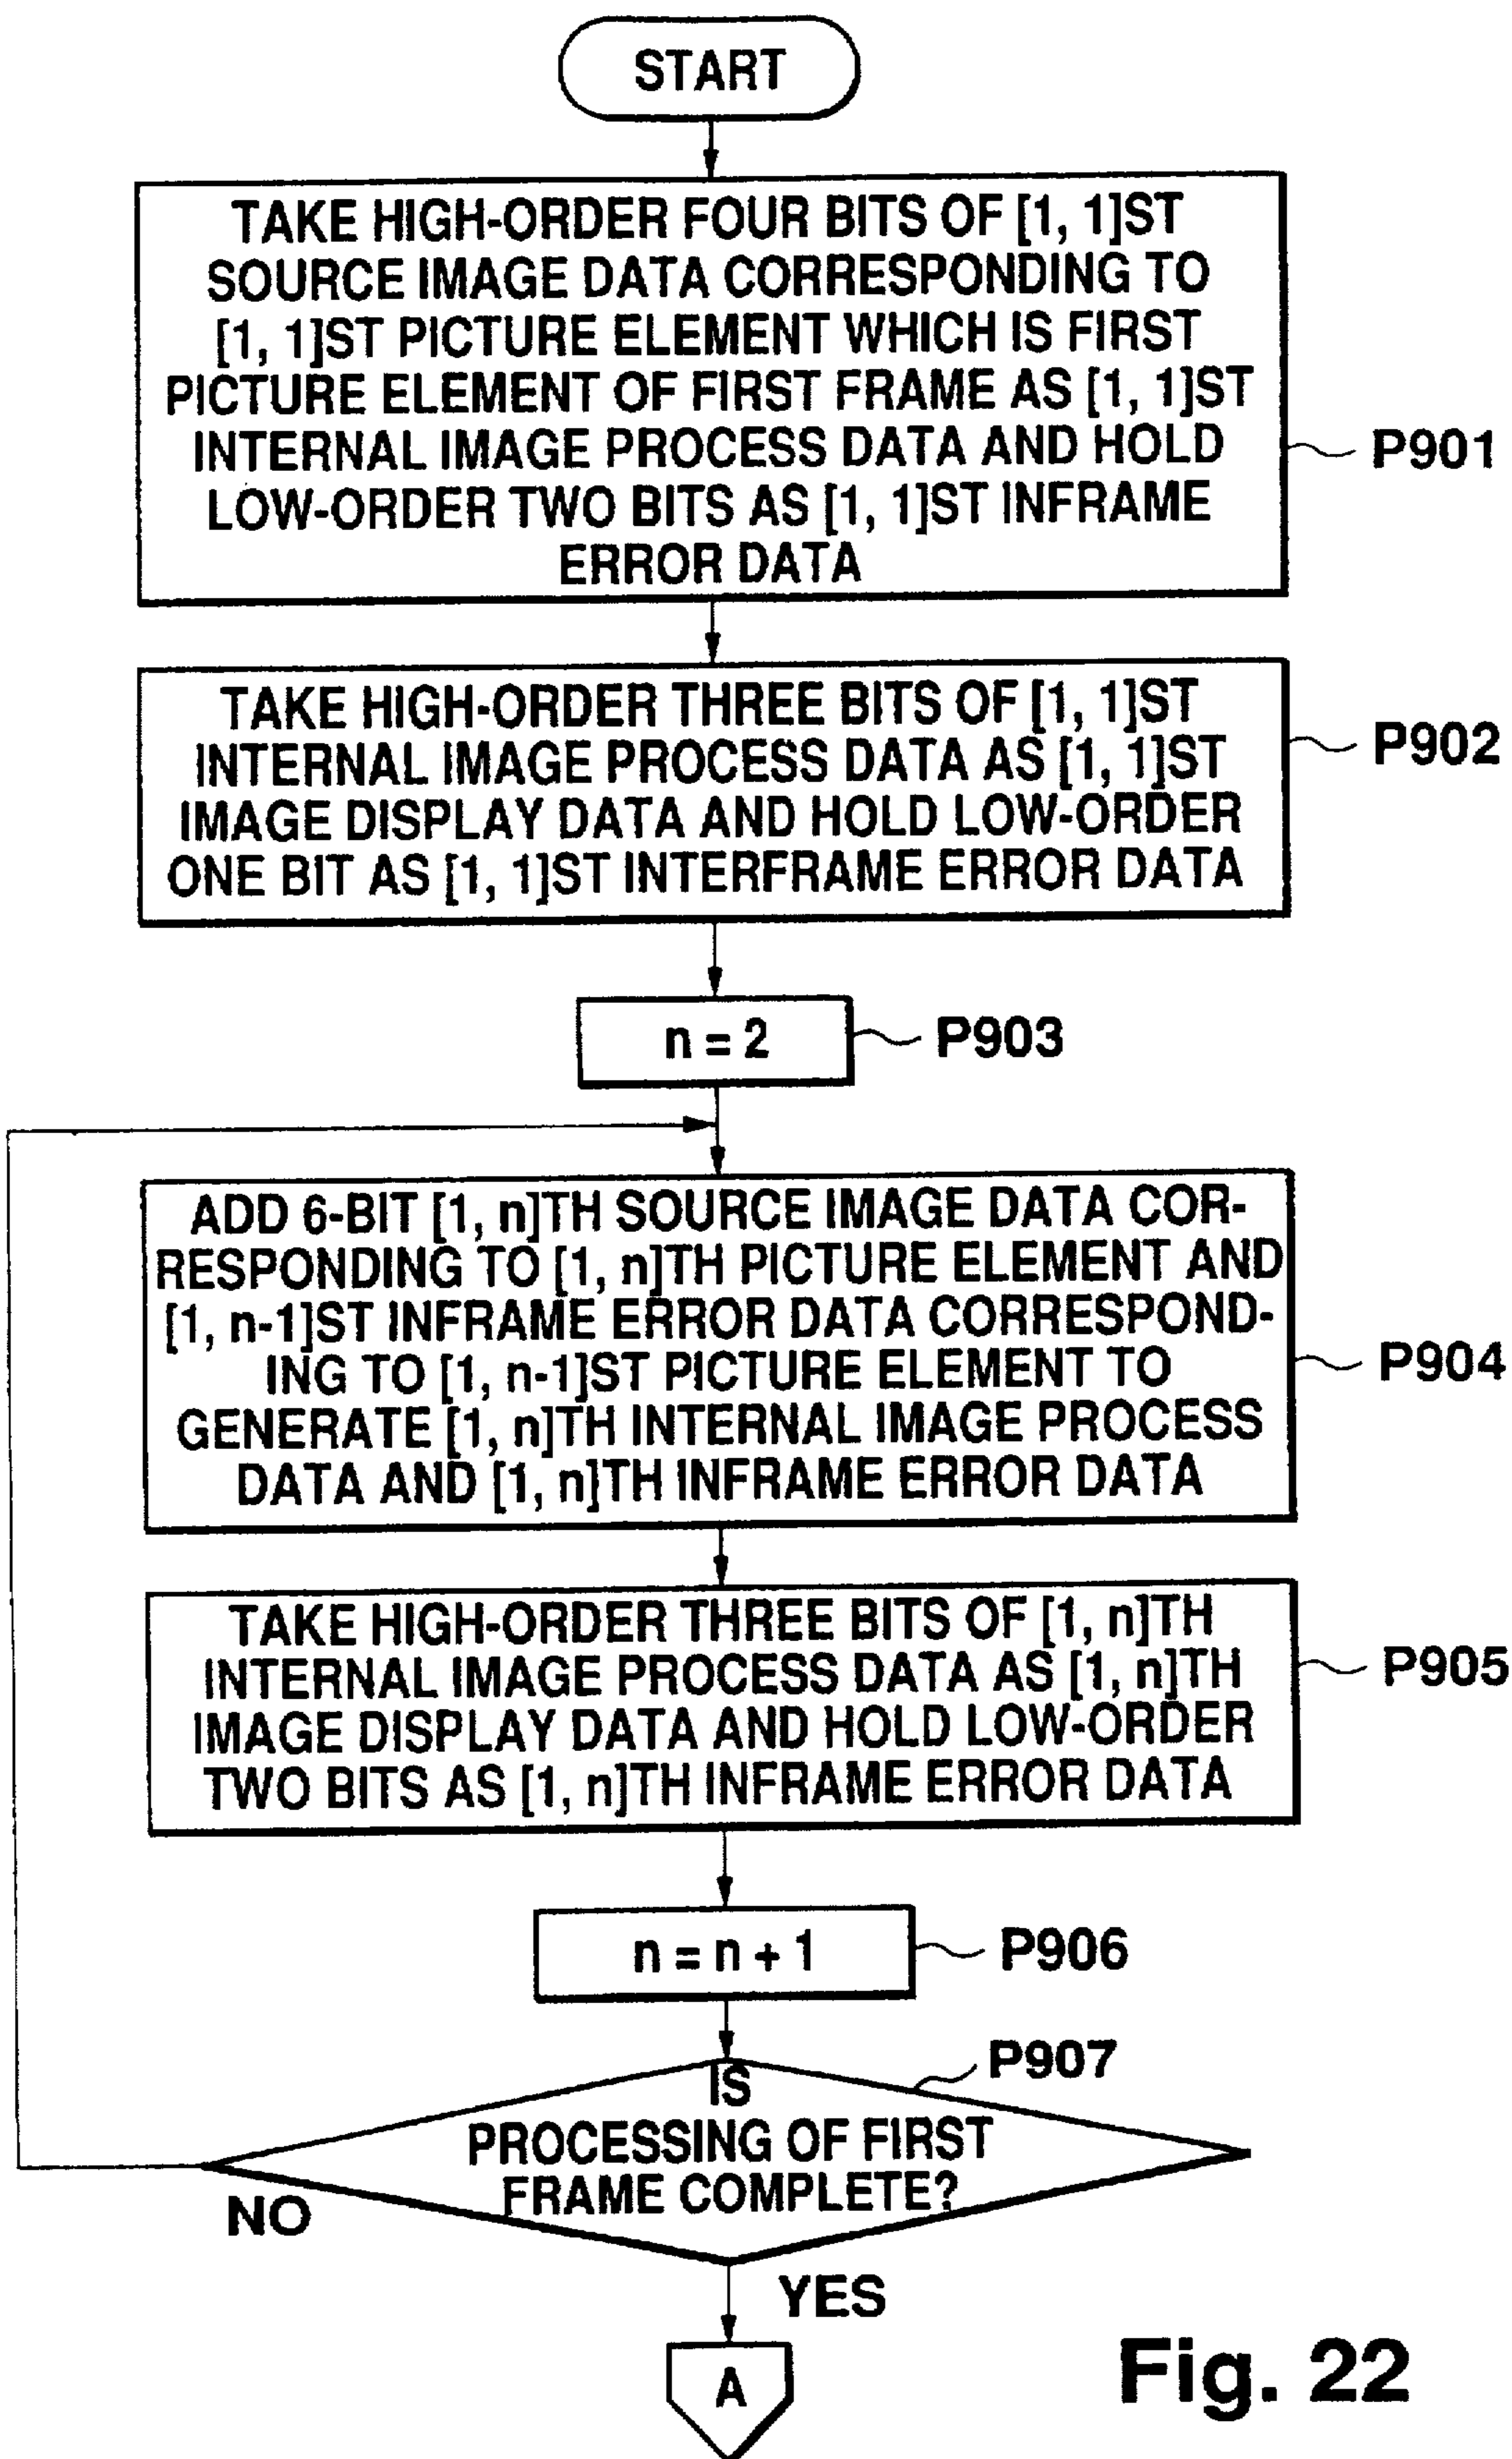 START
TAKE HIGH-ORDER FOUR BITS OF [1, 1]ST
SOURCE IMAGE DATA CORRESPONDING TO
[1, 1]ST PICTURE ELEMENT WHICH IS FIRST
PICTURE ELEMENT OF FIRST FRAME AS [1, 1]ST
INTERNAL IMAGE PROCESS DATA AND HOLD
LOW-ORDER TWO BITS AS [1, 1]ST INFRAME
ERROR DATA
P901
TAKE HIGH-ORDER THREE BITS OF [1, 1]ST
INTERNAL IMAGE PROCESS DATA AS [1, 1]ST
IMAGE DISPLAY DATA AND HOLD LOW-ORDER
ONE BIT AS [1, 1]ST INTERFRAME ERROR DATA
P902
n = 2
P903
ADD 6-BIT [1, n]TH SOURCE IMAGE DATA COR-
RESPONDING TO [1, n]TH PICTURE ELEMENT AND
[1, n-1]ST INFRAME ERROR DATA CORRESPOND-
ING TO [1, n-1]ST PICTURE ELEMENT TO
GENERATE [1, n]TH INTERNAL IMAGE PROCESS
DATA AND [1, n]TH INFRAME ERROR DATA
P904
TAKE HIGH-ORDER THREE BITS OF [1, n]TH
INTERNAL IMAGE PROCESS DATA AS [1, n]TH
IMAGE DISPLAY DATA AND HOLD LOW-ORDER
TWO BITS AS [1, n]TH INFRAME ERROR DATA
P905
n = n + 1
P906
IS
PROCESSING OF FIRST
FRAME COMPLETE?
P907
NO
YES
A
Fig. 22